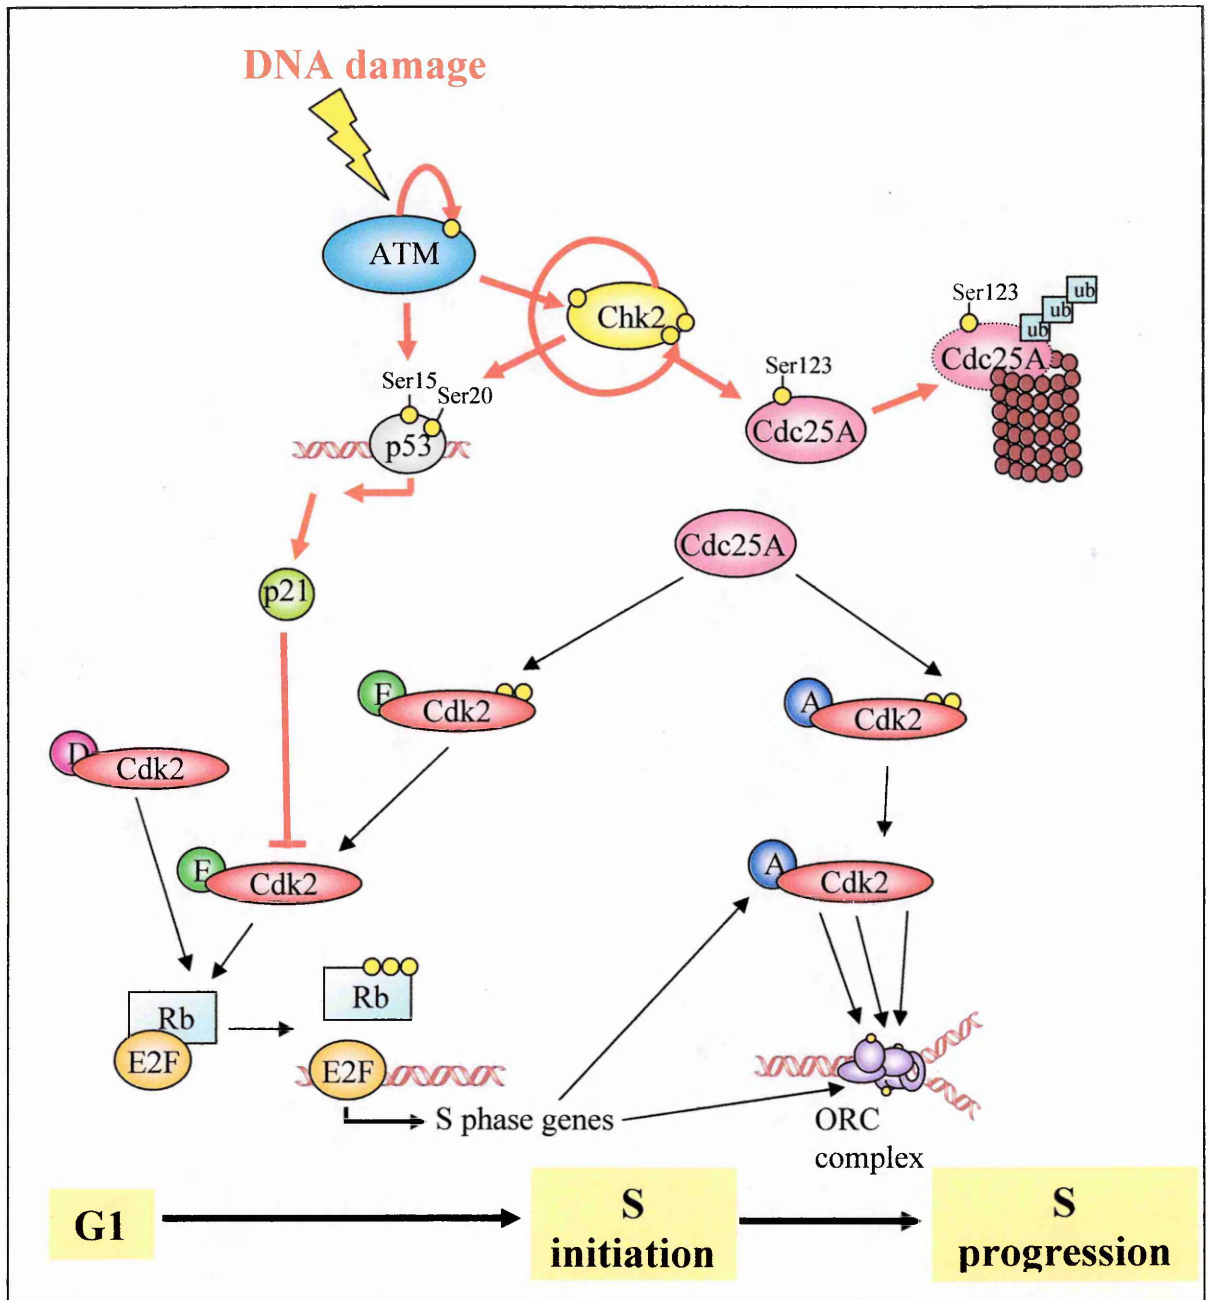 DNA damage
ATM
Chk2
Ser123
ub
ub
ub
Cdc25A
Ser123
Cdc25A
Ser15
Ser20
p53
Cdc25A
p21
E
Cdk2
A
Cdk2
D
Cdk2
E
Cdk2
A
Cdk2
Rb
E2F
Rb
E2F
S phase genes
ORC
complex
G1
S
initiation
S
progression